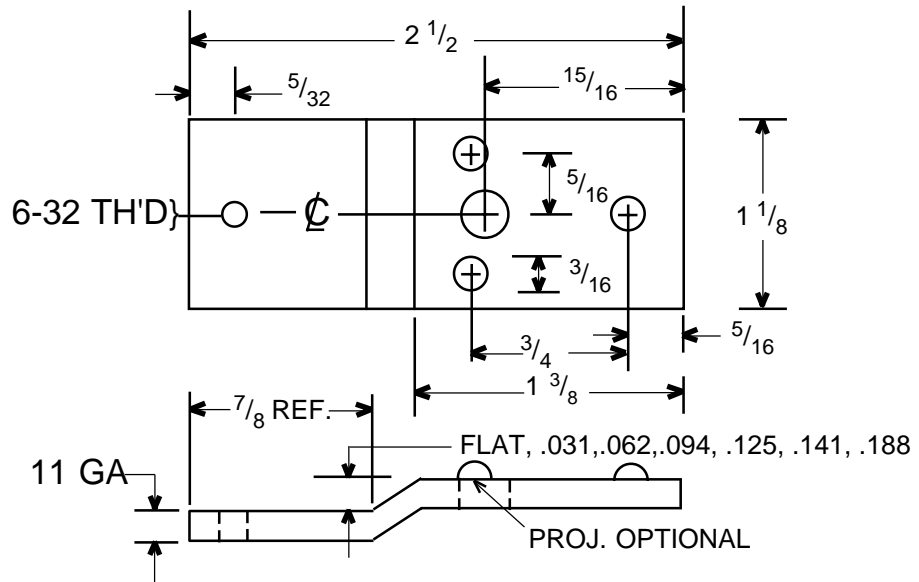 2 1/2
5/32
15/16
6-32 TH'D}
℄
5/16
1 1/8
3/16
3/4
5/16
1 3/8
7/8 REF.
FLAT, .031,.062,.094, .125, .141, .188
11 GA
PROJ. OPTIONAL